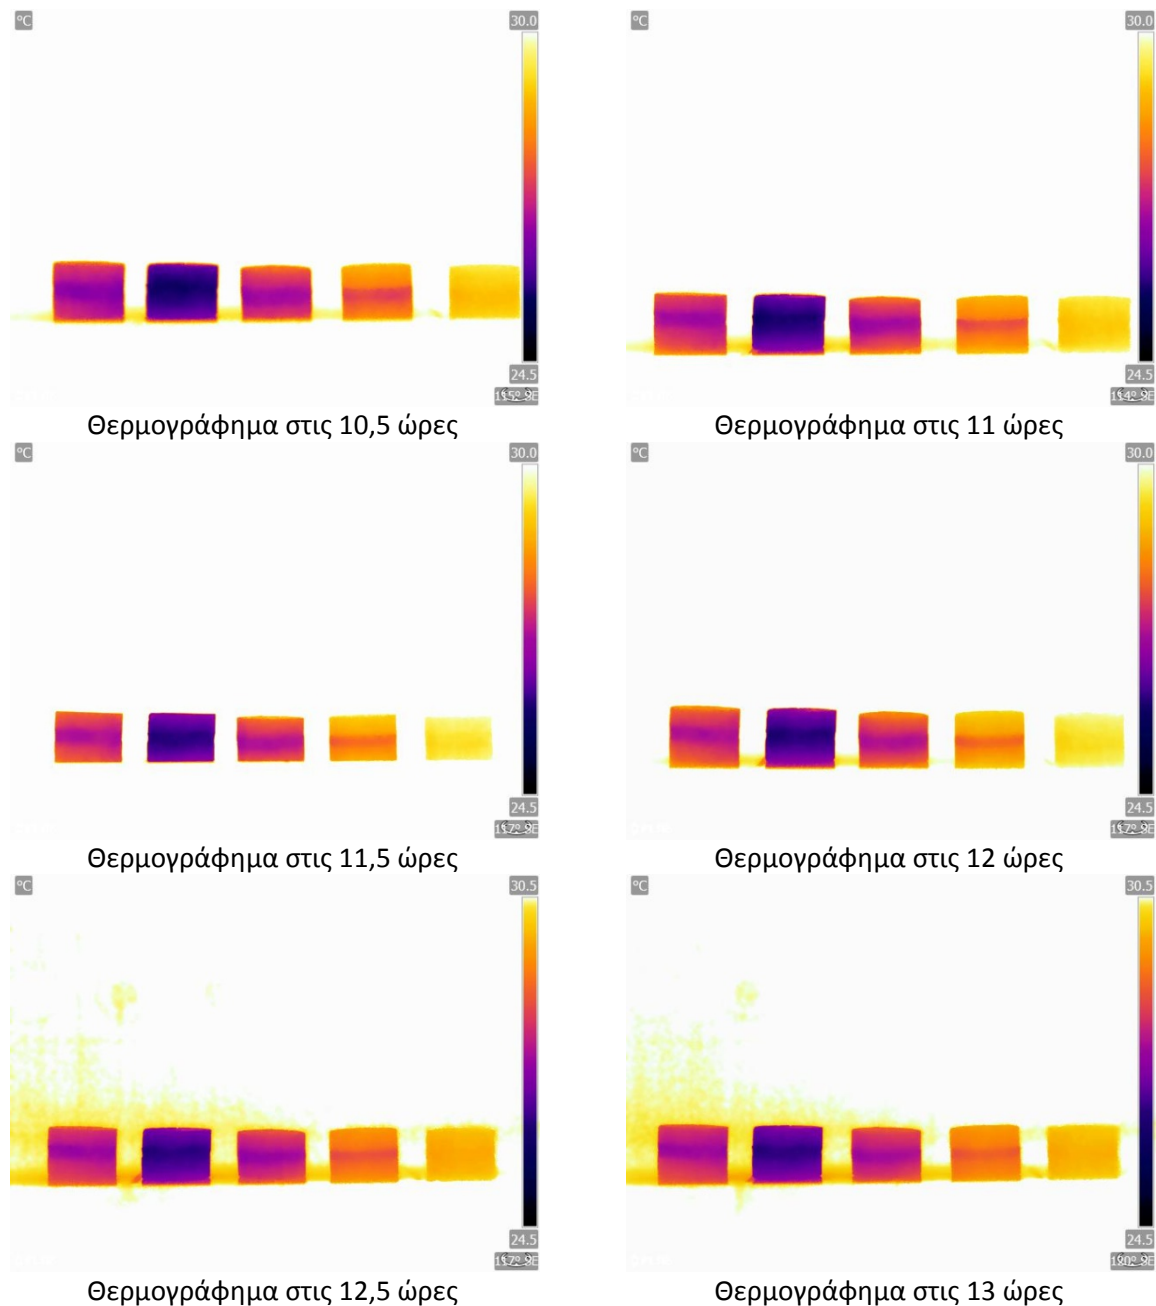 °C 30.0
24.5
Θερμογράφημα στις 10,5 ώρες
°C 30.0
24.5
Θερμογράφημα στις 11 ώρες
°C 30.0
24.5
Θερμογράφημα στις 11,5 ώρες
°C 30.0
24.5
Θερμογράφημα στις 12 ώρες
°C 30.5
24.5
Θερμογράφημα στις 12,5 ώρες
°C 30.5
24.5
Θερμογράφημα στις 13 ώρες